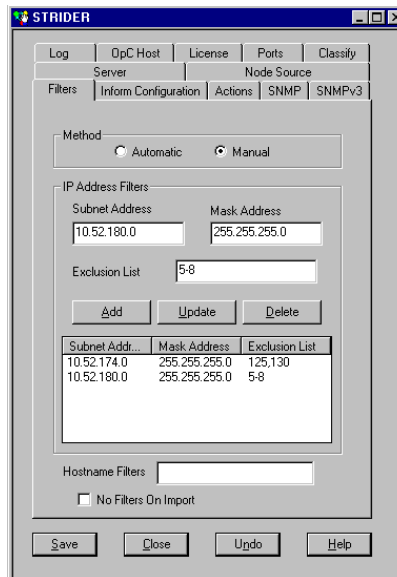 STRIDER
Log OpC Host License Ports Classify
Server Node Source
Filters Inform Configuration Actions SNMP SNMPv3
Method
Automatic Manual
IP Address Filters
Subnet Address Mask Address
10.52.180.0 255.255.255.0
Exclusion List 5-8
Add Update Delete
Subnet Addr... Mask Address Exclusion List
10.52.174.0 255.255.255.0 125,130
10.52.180.0 255.255.255.0 5-8
Hostname Filters
No Filters On Import
Save Close Undo Help